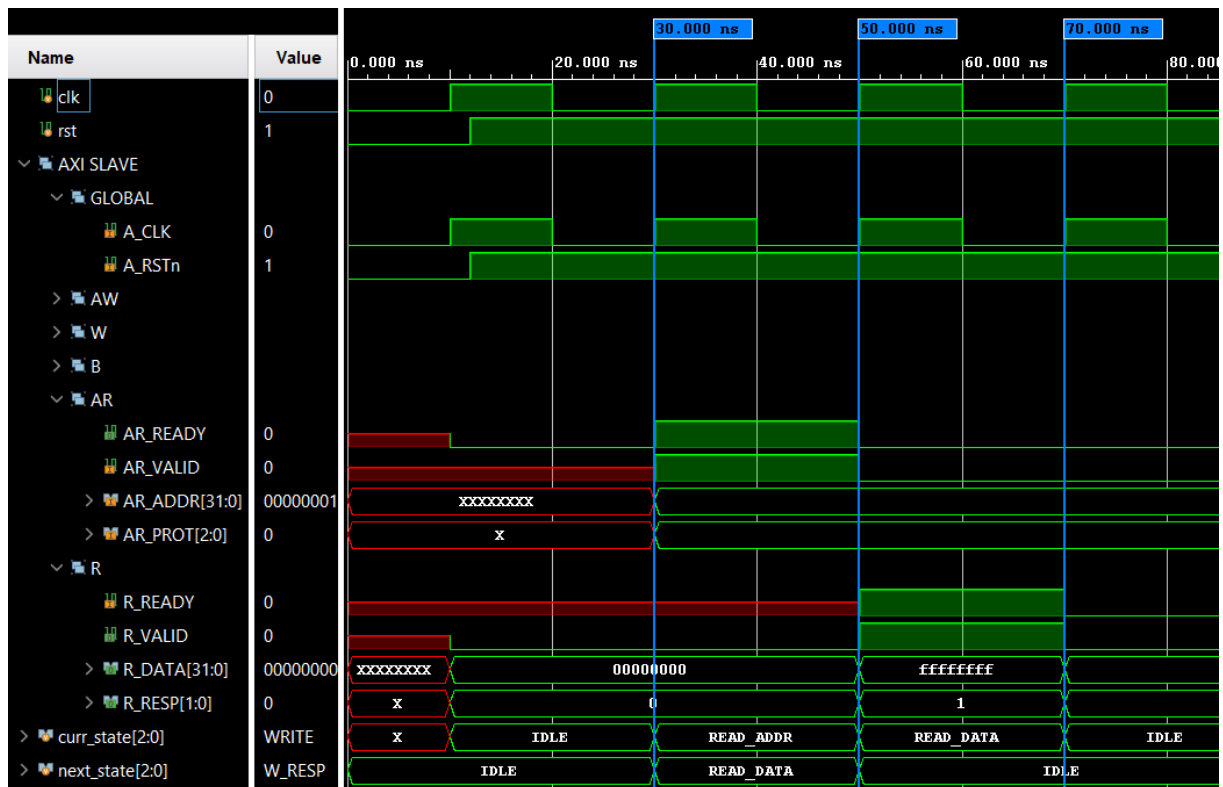 30.000 ns 50.000 ns 70.000 ns
Name Value 0.000 ns 20.000 ns 40.000 ns 60.000 ns 80.000
clk 0
rst 1
AXI SLAVE
GLOBAL
A_CLK 0
A_RSTn 1
AW
W
B
AR
AR_READY 0
AR_VALID 0
AR_ADDR[31:0] 00000001 XXXXXXXX
AR_PROT[2:0] 0 X
R
R_READY 0
R_VALID 0
R_DATA[31:0] 00000000 XXXXXXXX 00000000 ffffffff
R_RESP[1:0] 0 X 0 1
curr_state[2:0] WRITE X IDLE READ_ADDR READ_DATA IDLE
next_state[2:0] W_RESP IDLE READ_DATA IDLE